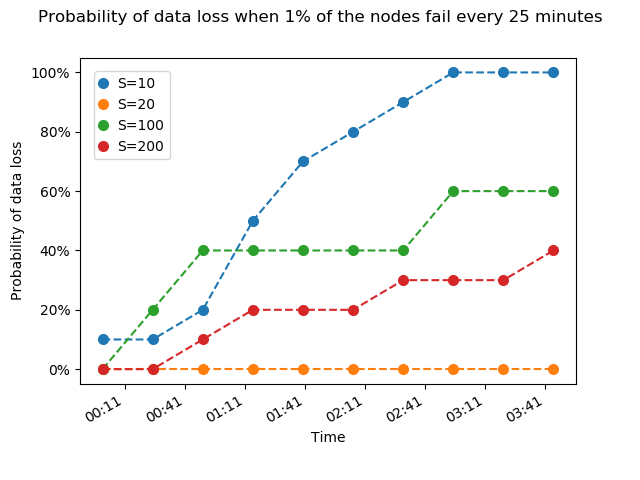 Probability of data loss when 1% of the nodes fail every 25 minutes
100%
80%
60%
40%
20%
0%
Probability of data loss
S=10
S=20
S=100
S=200
00:11
00:41
01:11
01:41
02:11
02:41
03:11
03:41
Time